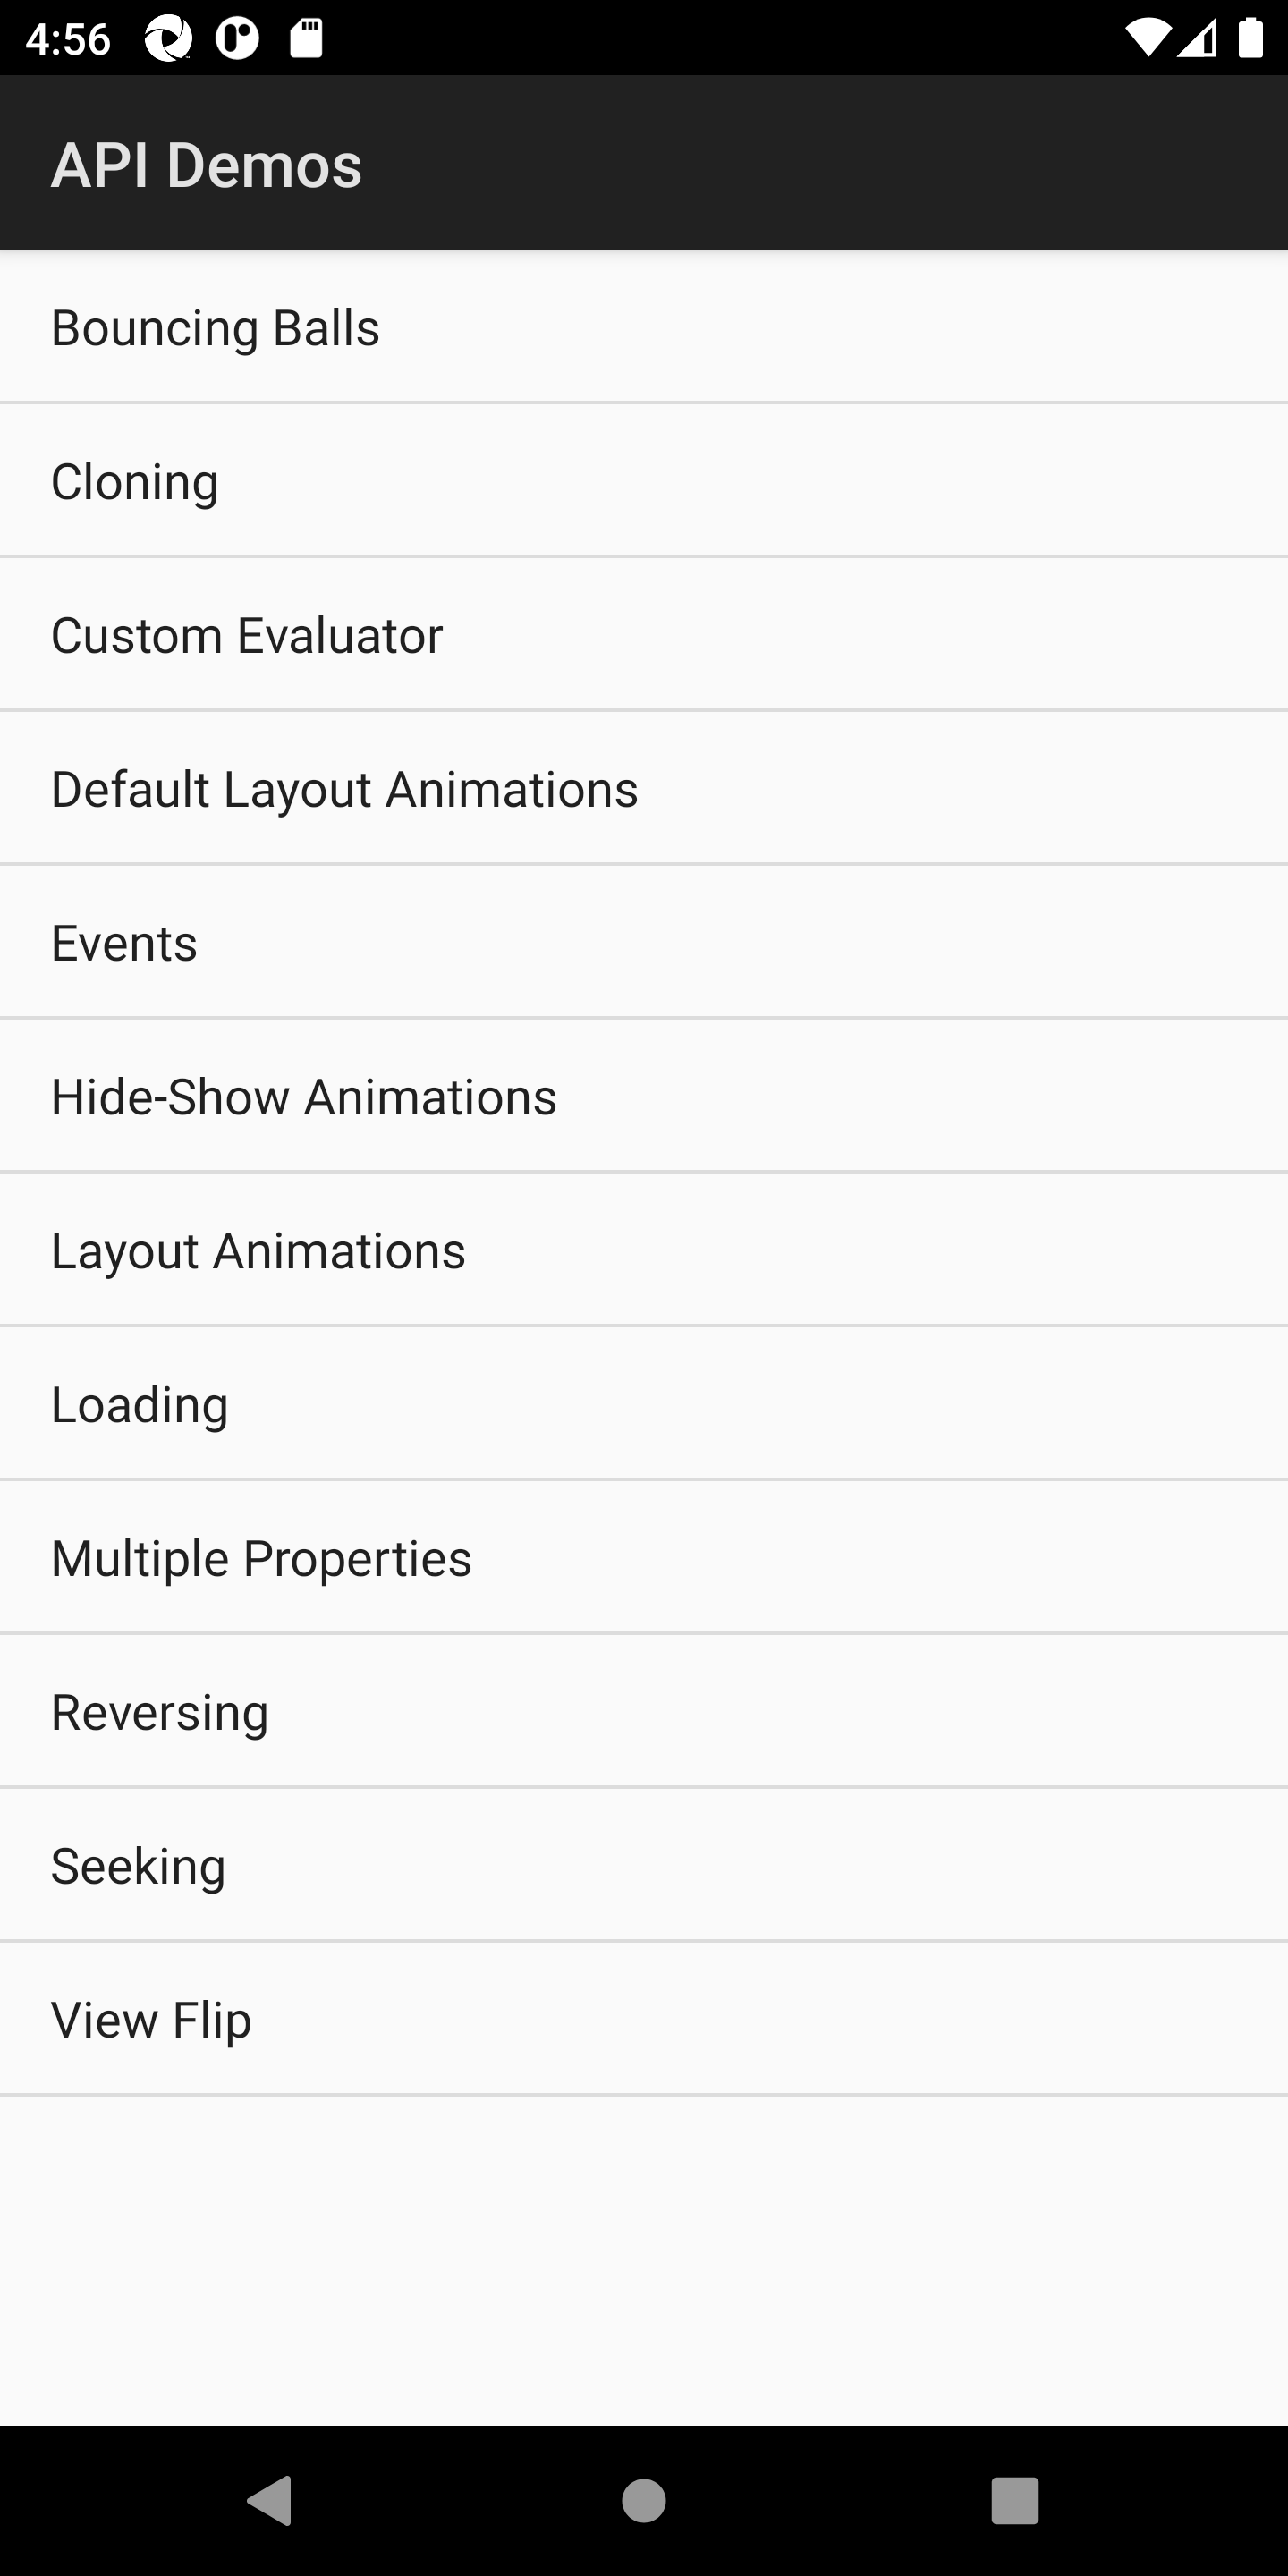 4:56
API Demos
Bouncing Balls
Cloning
Custom Evaluator
Default Layout Animations
Events
Hide-Show Animations
Layout Animations
Loading
Multiple Properties
Reversing
Seeking
View Flip